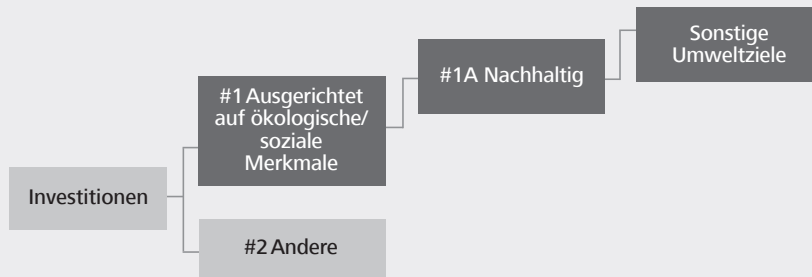 Investitionen
#1 Ausgerichtet
auf ökologische/
soziale
Merkmale
#2 Andere
#1A Nachhaltig
Sonstige
Umweltziele